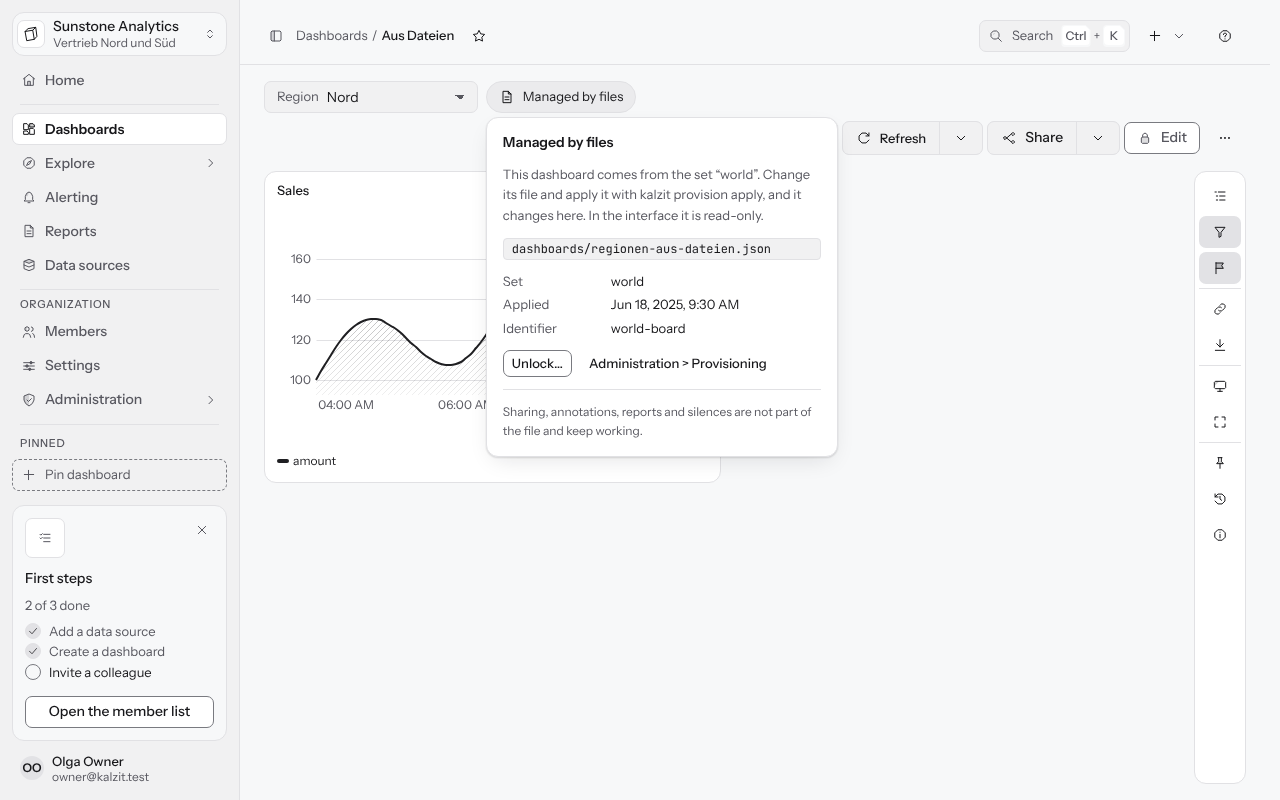 Sunstone Analytics
Vertrieb Nord und Süd
Home
Dashboards
Explore
Alerting
Reports
Data sources
ORGANIZATION
Members
Settings
Administration
PINNED
Pin dashboard
First steps
2 of 3 done
Add a data source
Create a dashboard
Invite a colleague
Open the member list
OO
Olga Owner
owner@kalzit.test
Dashboards / Aus Dateien
Search Ctrl + K
Region Nord
Managed by files
Refresh
Share
Edit
Managed by files
This dashboard comes from the set “world”. Change
its file and apply it with kalzit provision apply, and it
changes here. In the interface it is read-only.
dashboards/regionen-aus-dateien.json
Set world
Applied Jun 18, 2025, 9:30 AM
Identifier world-board
Unlock... Administration > Provisioning
Sharing, annotations, reports and silences are not part of
the file and keep working.
Sales
160
140
120
100
04:00 AM
06:00 AM
amount